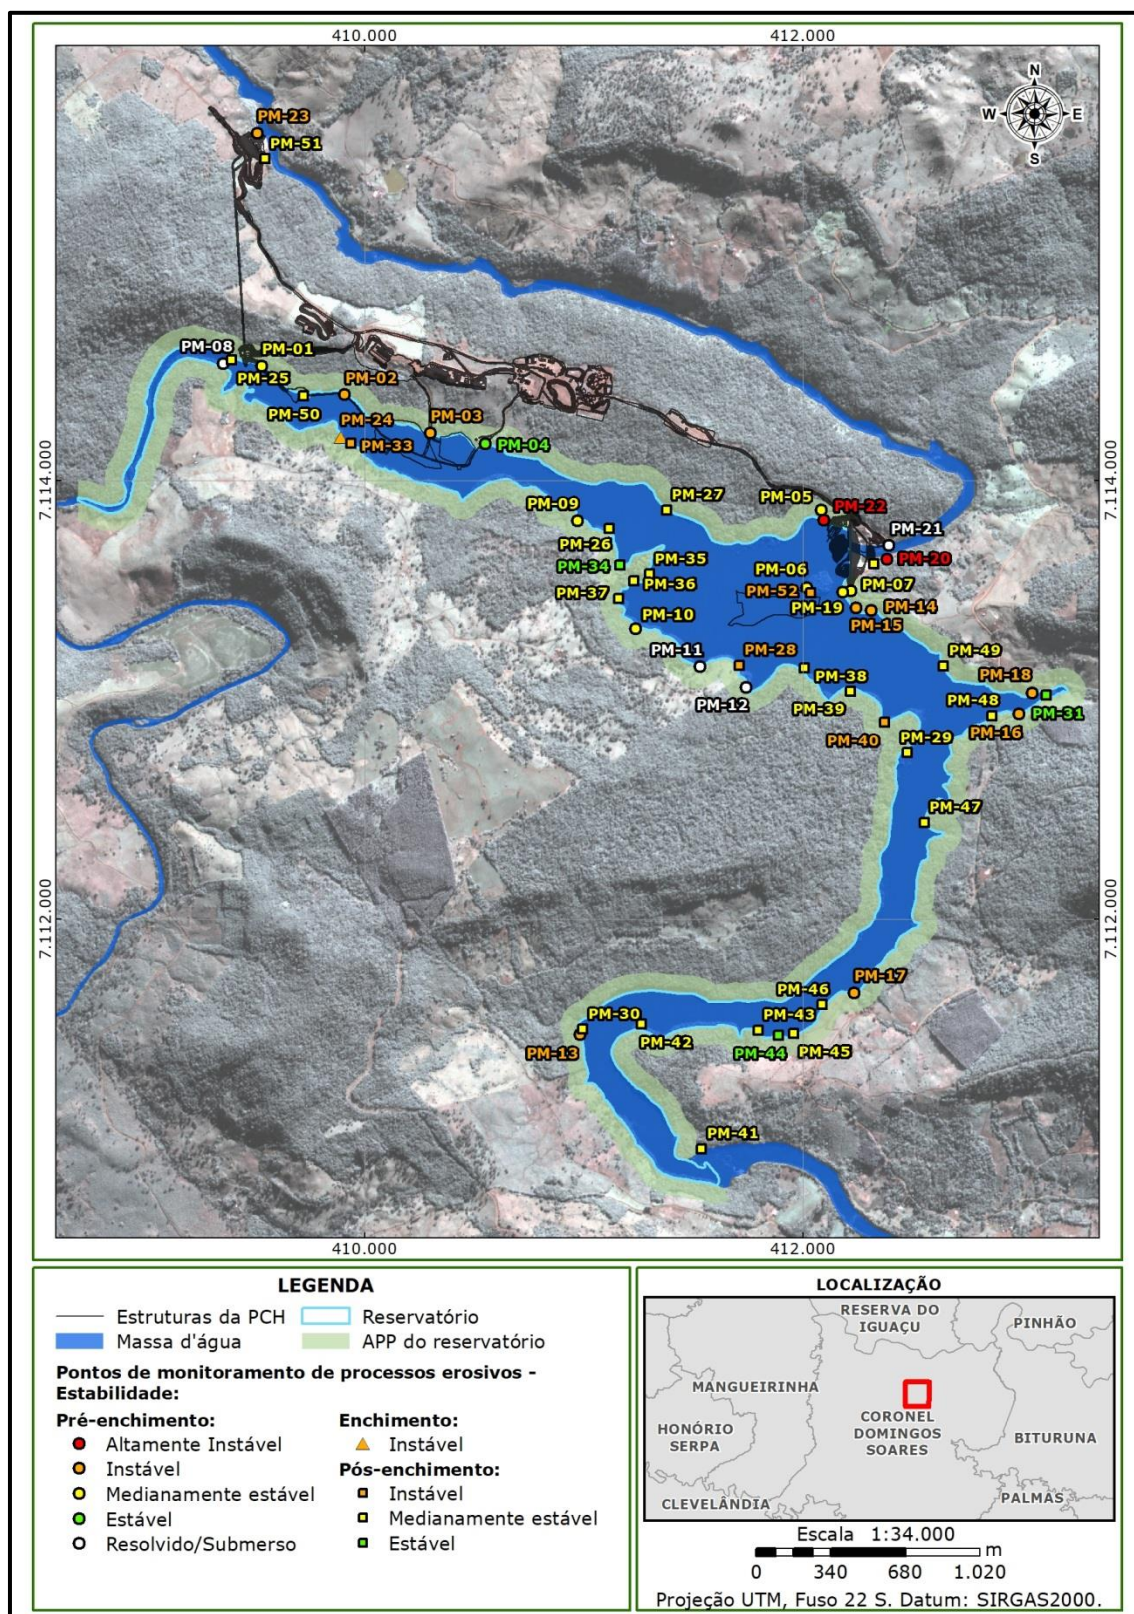 410.000
412.000
N
W
E
S
PM-23
PM-51
PM-08
PM-01
PM-25
PM-02
PM-50
PM-24
PM-03
PM-33
PM-04
7.114.000
7.114.000
PM-27
PM-05
PM-09
PM-22
PM-26
PM-21
PM-34
PM-35
PM-20
PM-36
PM-06
PM-37
PM-52
PM-07
PM-19
PM-14
PM-10
PM-15
PM-11
PM-28
PM-49
PM-38
PM-18
PM-12
PM-39
PM-48
PM-31
PM-40
PM-29
PM-16
PM-47
7.112.000
7.112.000
PM-17
PM-46
PM-30
PM-43
PM-42
PM-13
PM-44
PM-45
PM-41
410.000
412.000
LEGENDA
Estruturas da PCH
Reservatório
Massa d'água
APP do reservatório
Pontos de monitoramento de processos erosivos -
Estabilidade:
Pré-enchimento:
Altamente Instável
Instável
Medianamente estável
Estável
Resolvido/Submerso
Enchimento:
Instável
Pós-enchimento:
Instável
Medianamente estável
Estável
LOCALIZAÇÃO
RESERVA DO
IGUAÇU
PINHÃO
MANGUEIRINHA
HONÓRIO
SERPA
CORONEL
DOMINGOS
SOARES
BITURUNA
CLEVELÂNDIA
PALMAS
Escala 1:34.000
m
0 340 680 1.020
Projeção UTM, Fuso 22 S. Datum: SIRGAS2000.